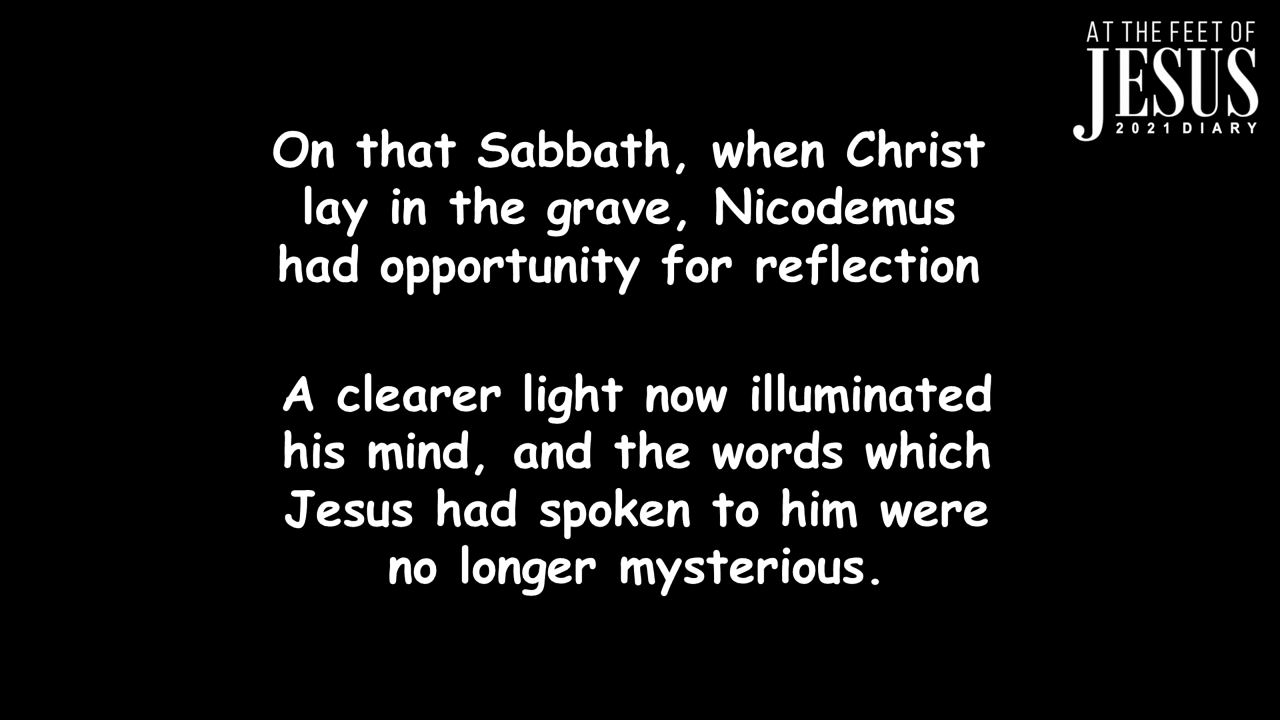 AT THE FEET OF
JESUS
2021 DIARY
On that Sabbath, when Christ
lay in the grave, Nicodemus
had opportunity for reflection
A clearer light now illuminated
his mind, and the words which
Jesus had spoken to him were
no longer mysterious.